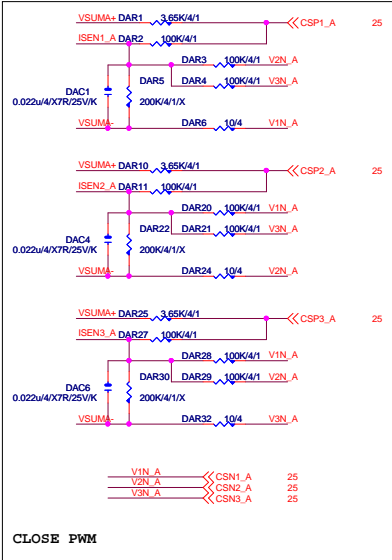 VSUMA+ DAR1 3.65K/4/1 CSP1_A 25
ISEN1_A DAR2 100K/4/1
DAR3 100K/4/1 V2N_A
DAC1 DAR5 DAR4 100K/4/1 V3N_A
0.022u/4/X7R/25V/K 200K/4/1/X
VSUMA- DAR6 10/4 V1N_A
VSUMA+ DAR10 3.65K/4/1 CSP2_A 25
ISEN2_A DAR11 100K/4/1
DAR20 100K/4/1 V1N_A
DAC4 DAR22 DAR21 100K/4/1 V3N_A
0.022u/4/X7R/25V/K 200K/4/1/X
VSUMA- DAR24 10/4 V2N_A
VSUMA+ DAR25 3.65K/4/1 CSP3_A 25
ISEN3_A DAR27 100K/4/1
DAR28 100K/4/1 V1N_A
DAC6 DAR30 DAR29 100K/4/1 V2N_A
0.022u/4/X7R/25V/K 200K/4/1/X
VSUMA- DAR32 10/4 V3N_A
V1N_A CSN1_A 25
V2N_A CSN2_A 25
V3N_A CSN3_A 25
CLOSE PWM